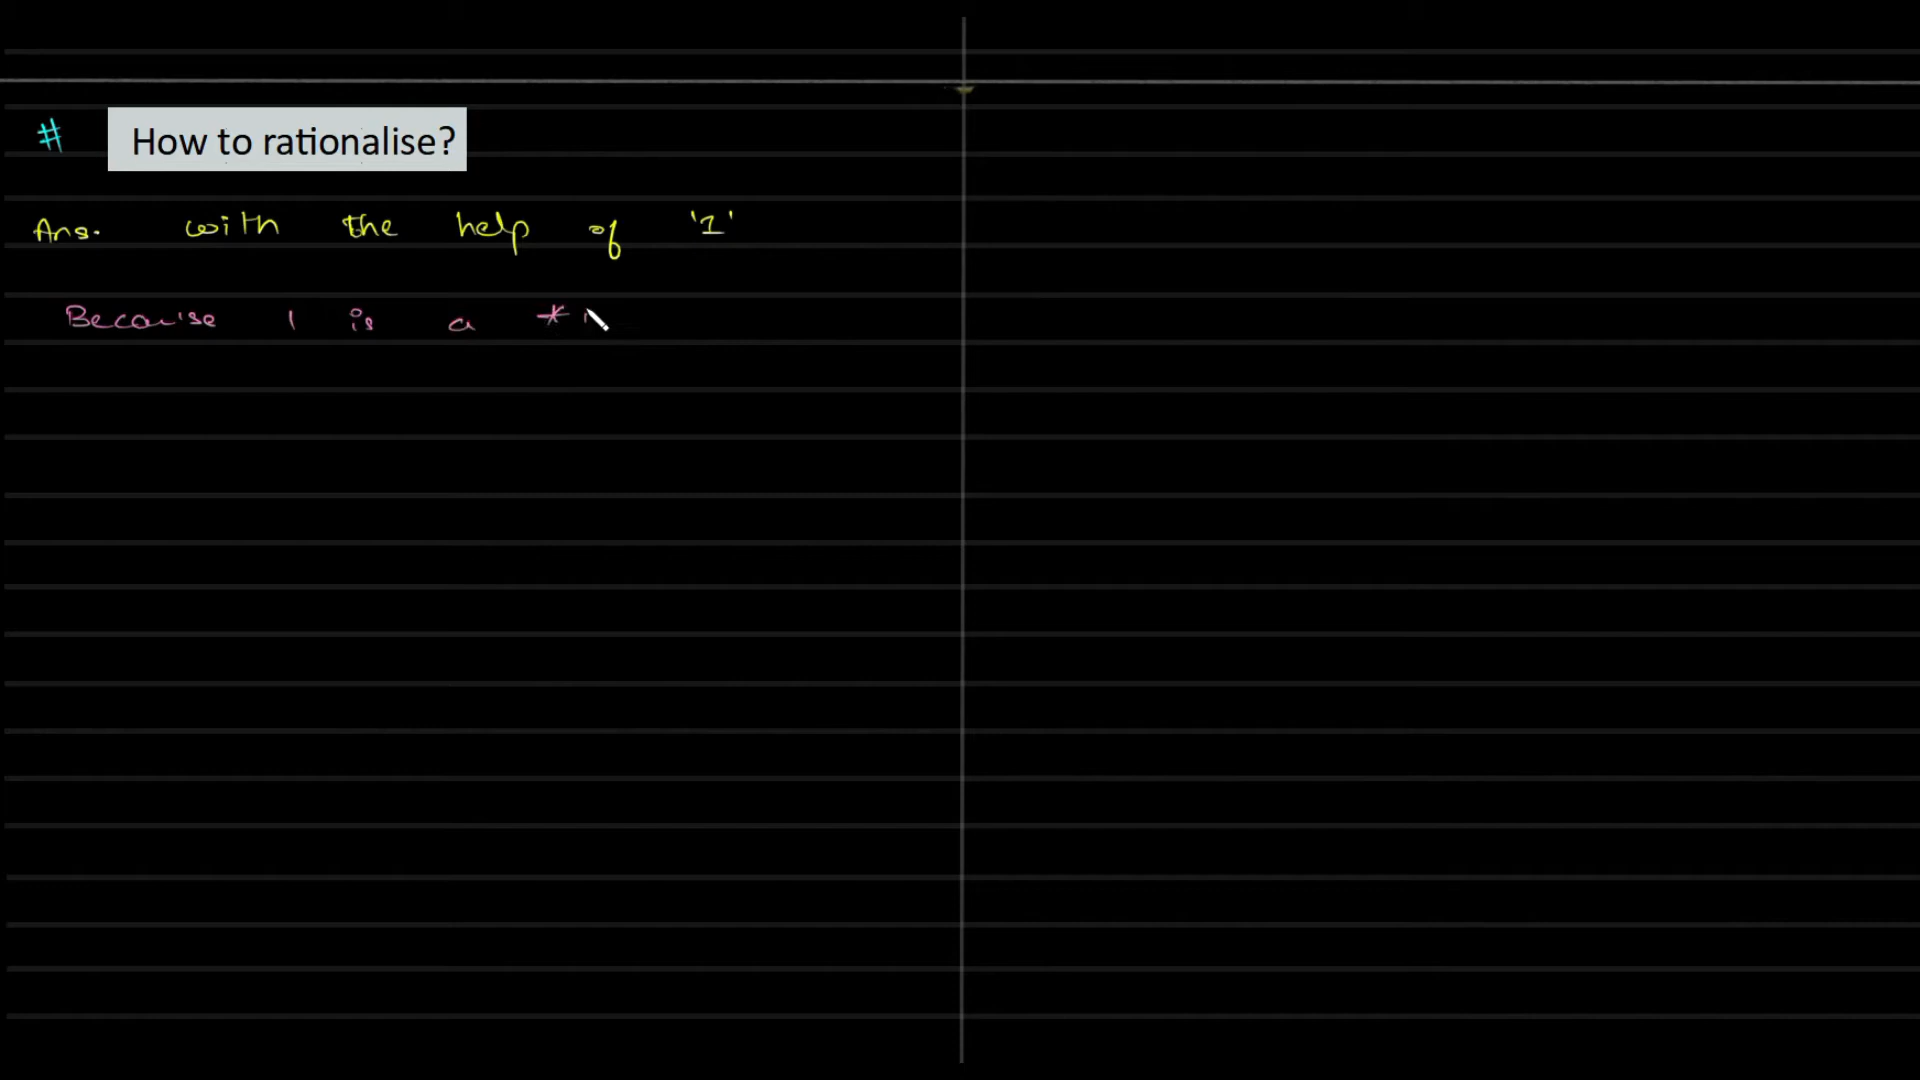 # How to rationalise?
Ans. with the help of '1'
Because 1 is a *